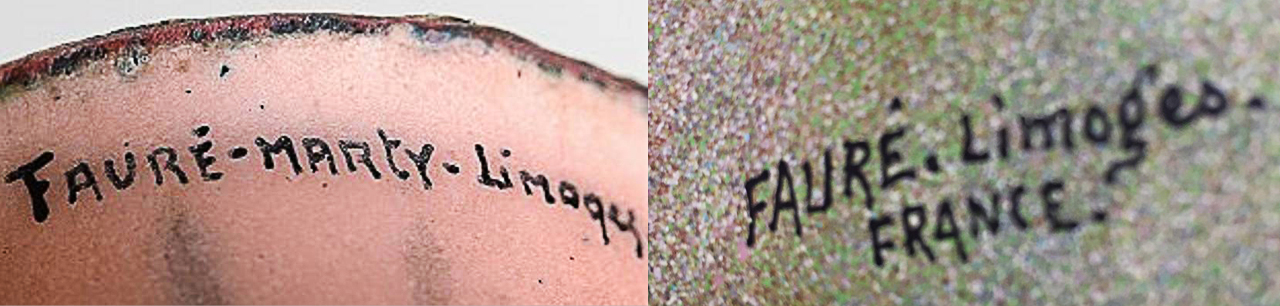 FAURÉ-MARTY. Limoges
FAURÉ. Limoges.
FRANCE.